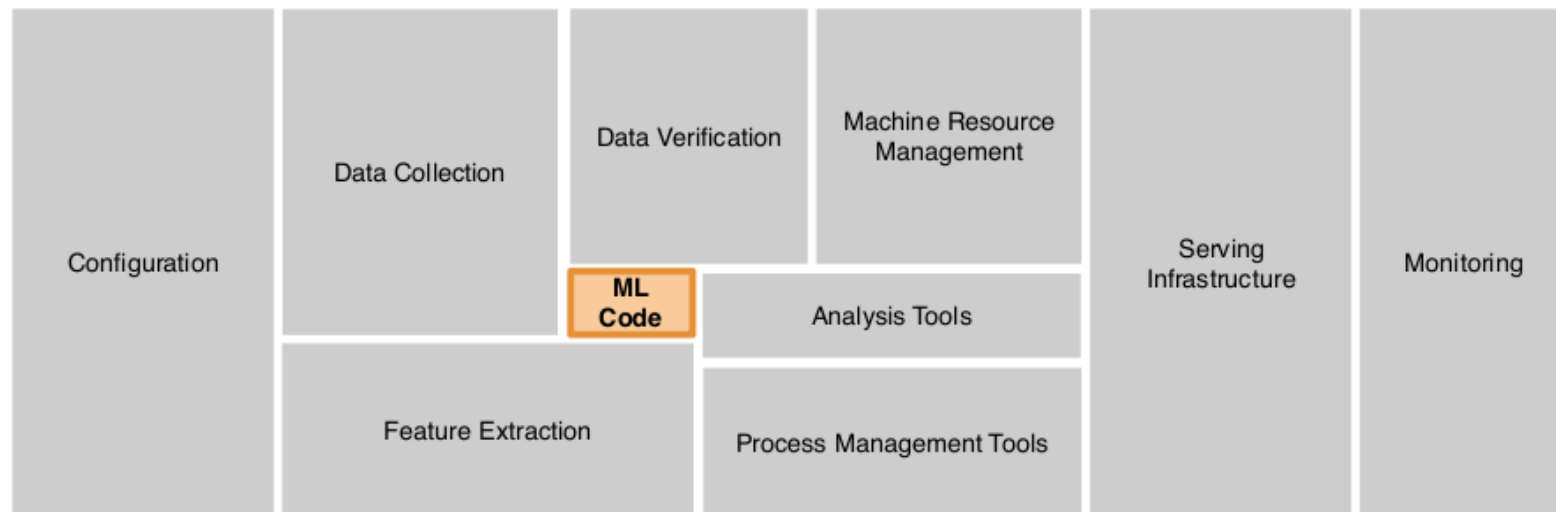 Configuration
Data Collection
Data Verification
Machine Resource
Management
ML
Code
Analysis Tools
Feature Extraction
Process Management Tools
Serving
Infrastructure
Monitoring